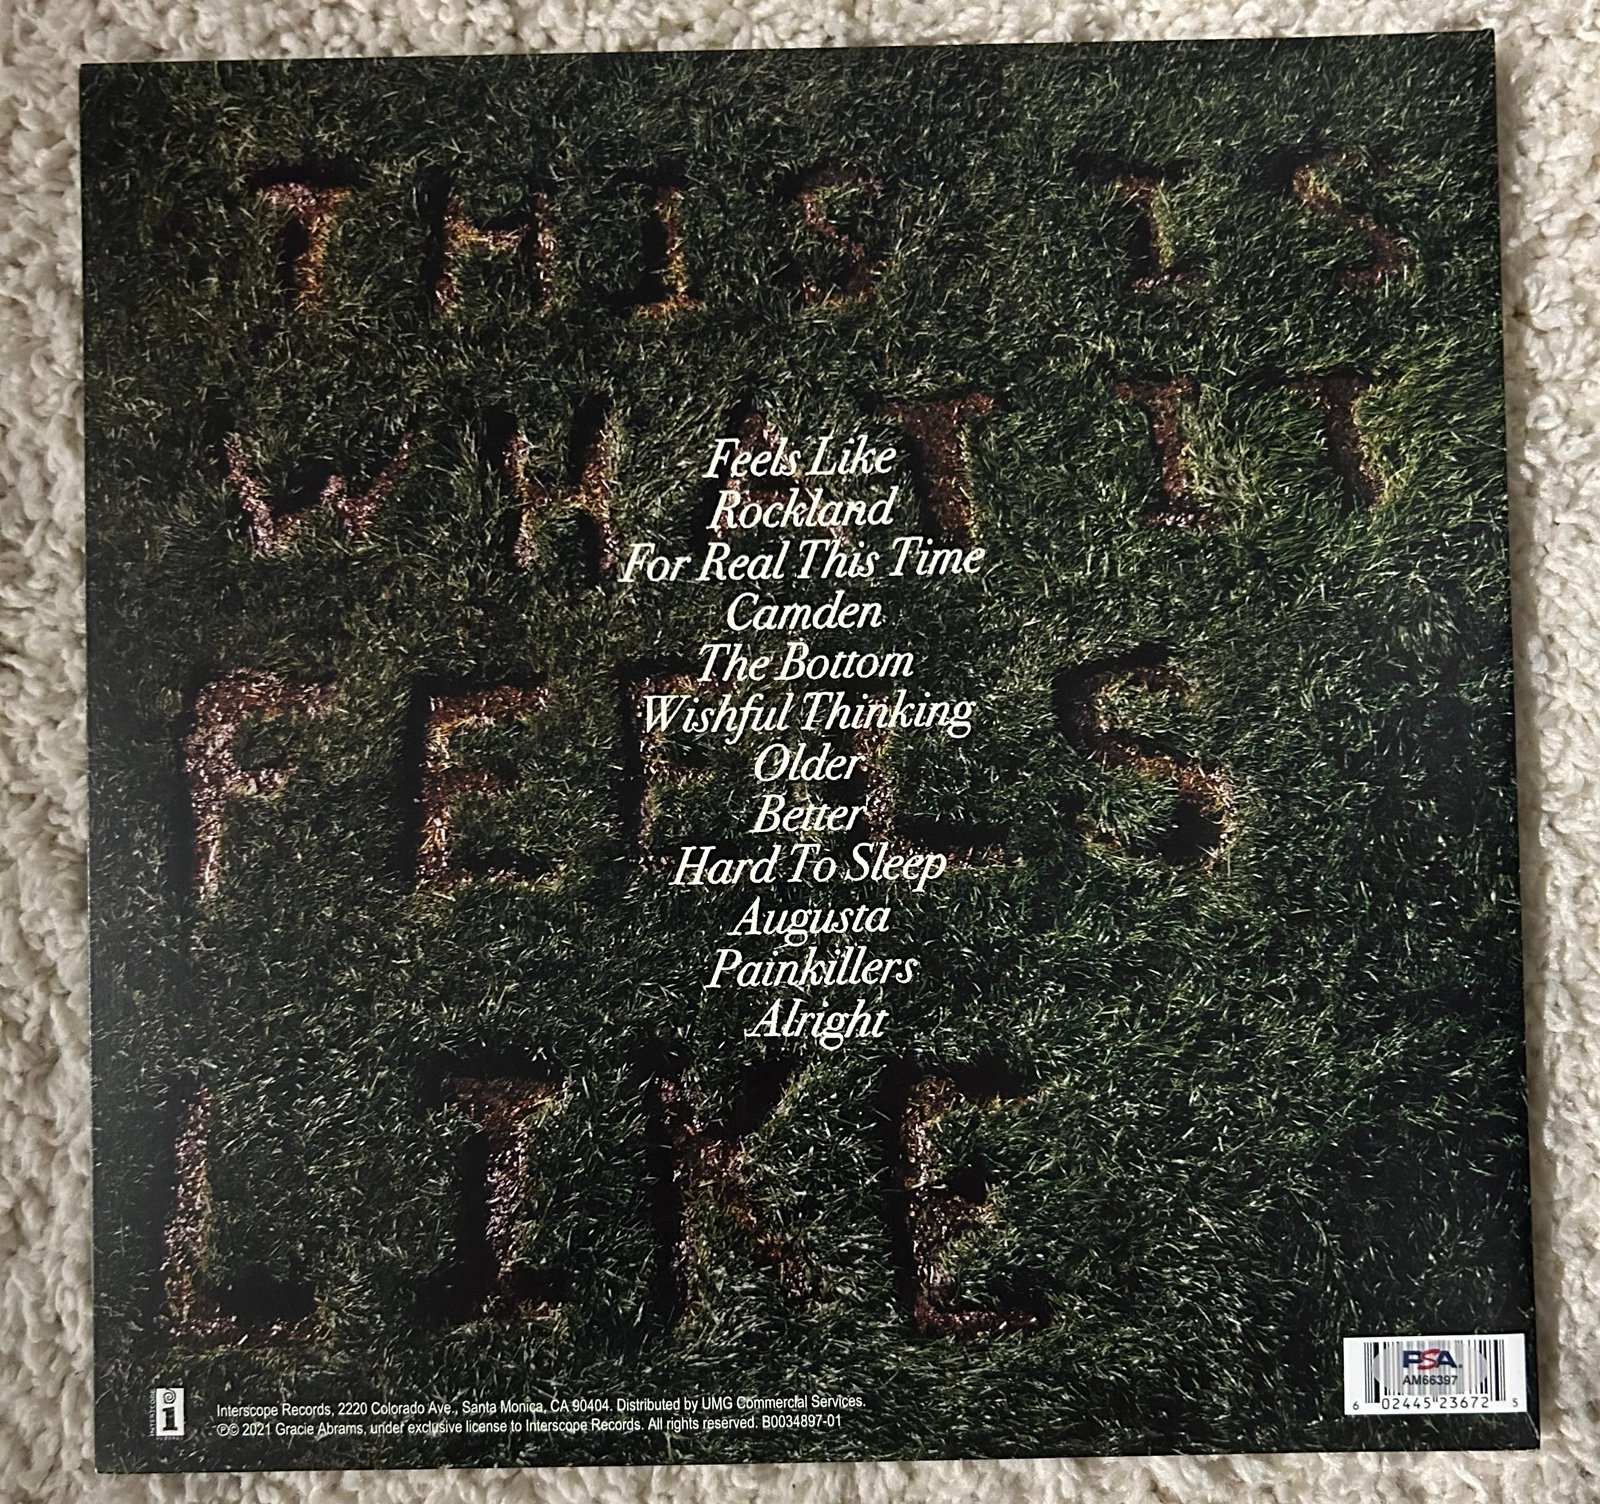 THIS IS
WHAT IT
FEELS
LIKE
Feels Like
Rockland
For Real This Time
Camden
The Bottom
Wishful Thinking
Older
Better
Hard To Sleep
Augusta
Painkillers
Alright
INTERSCOPE
Interscope Records, 2220 Colorado Ave., Santa Monica, CA 90404. Distributed by UMG Commercial Services.
℗© 2021 Gracie Abrams, under exclusive license to Interscope Records. All rights reserved. B0034897-01
PSA
AM66397
6 02445 23672 5